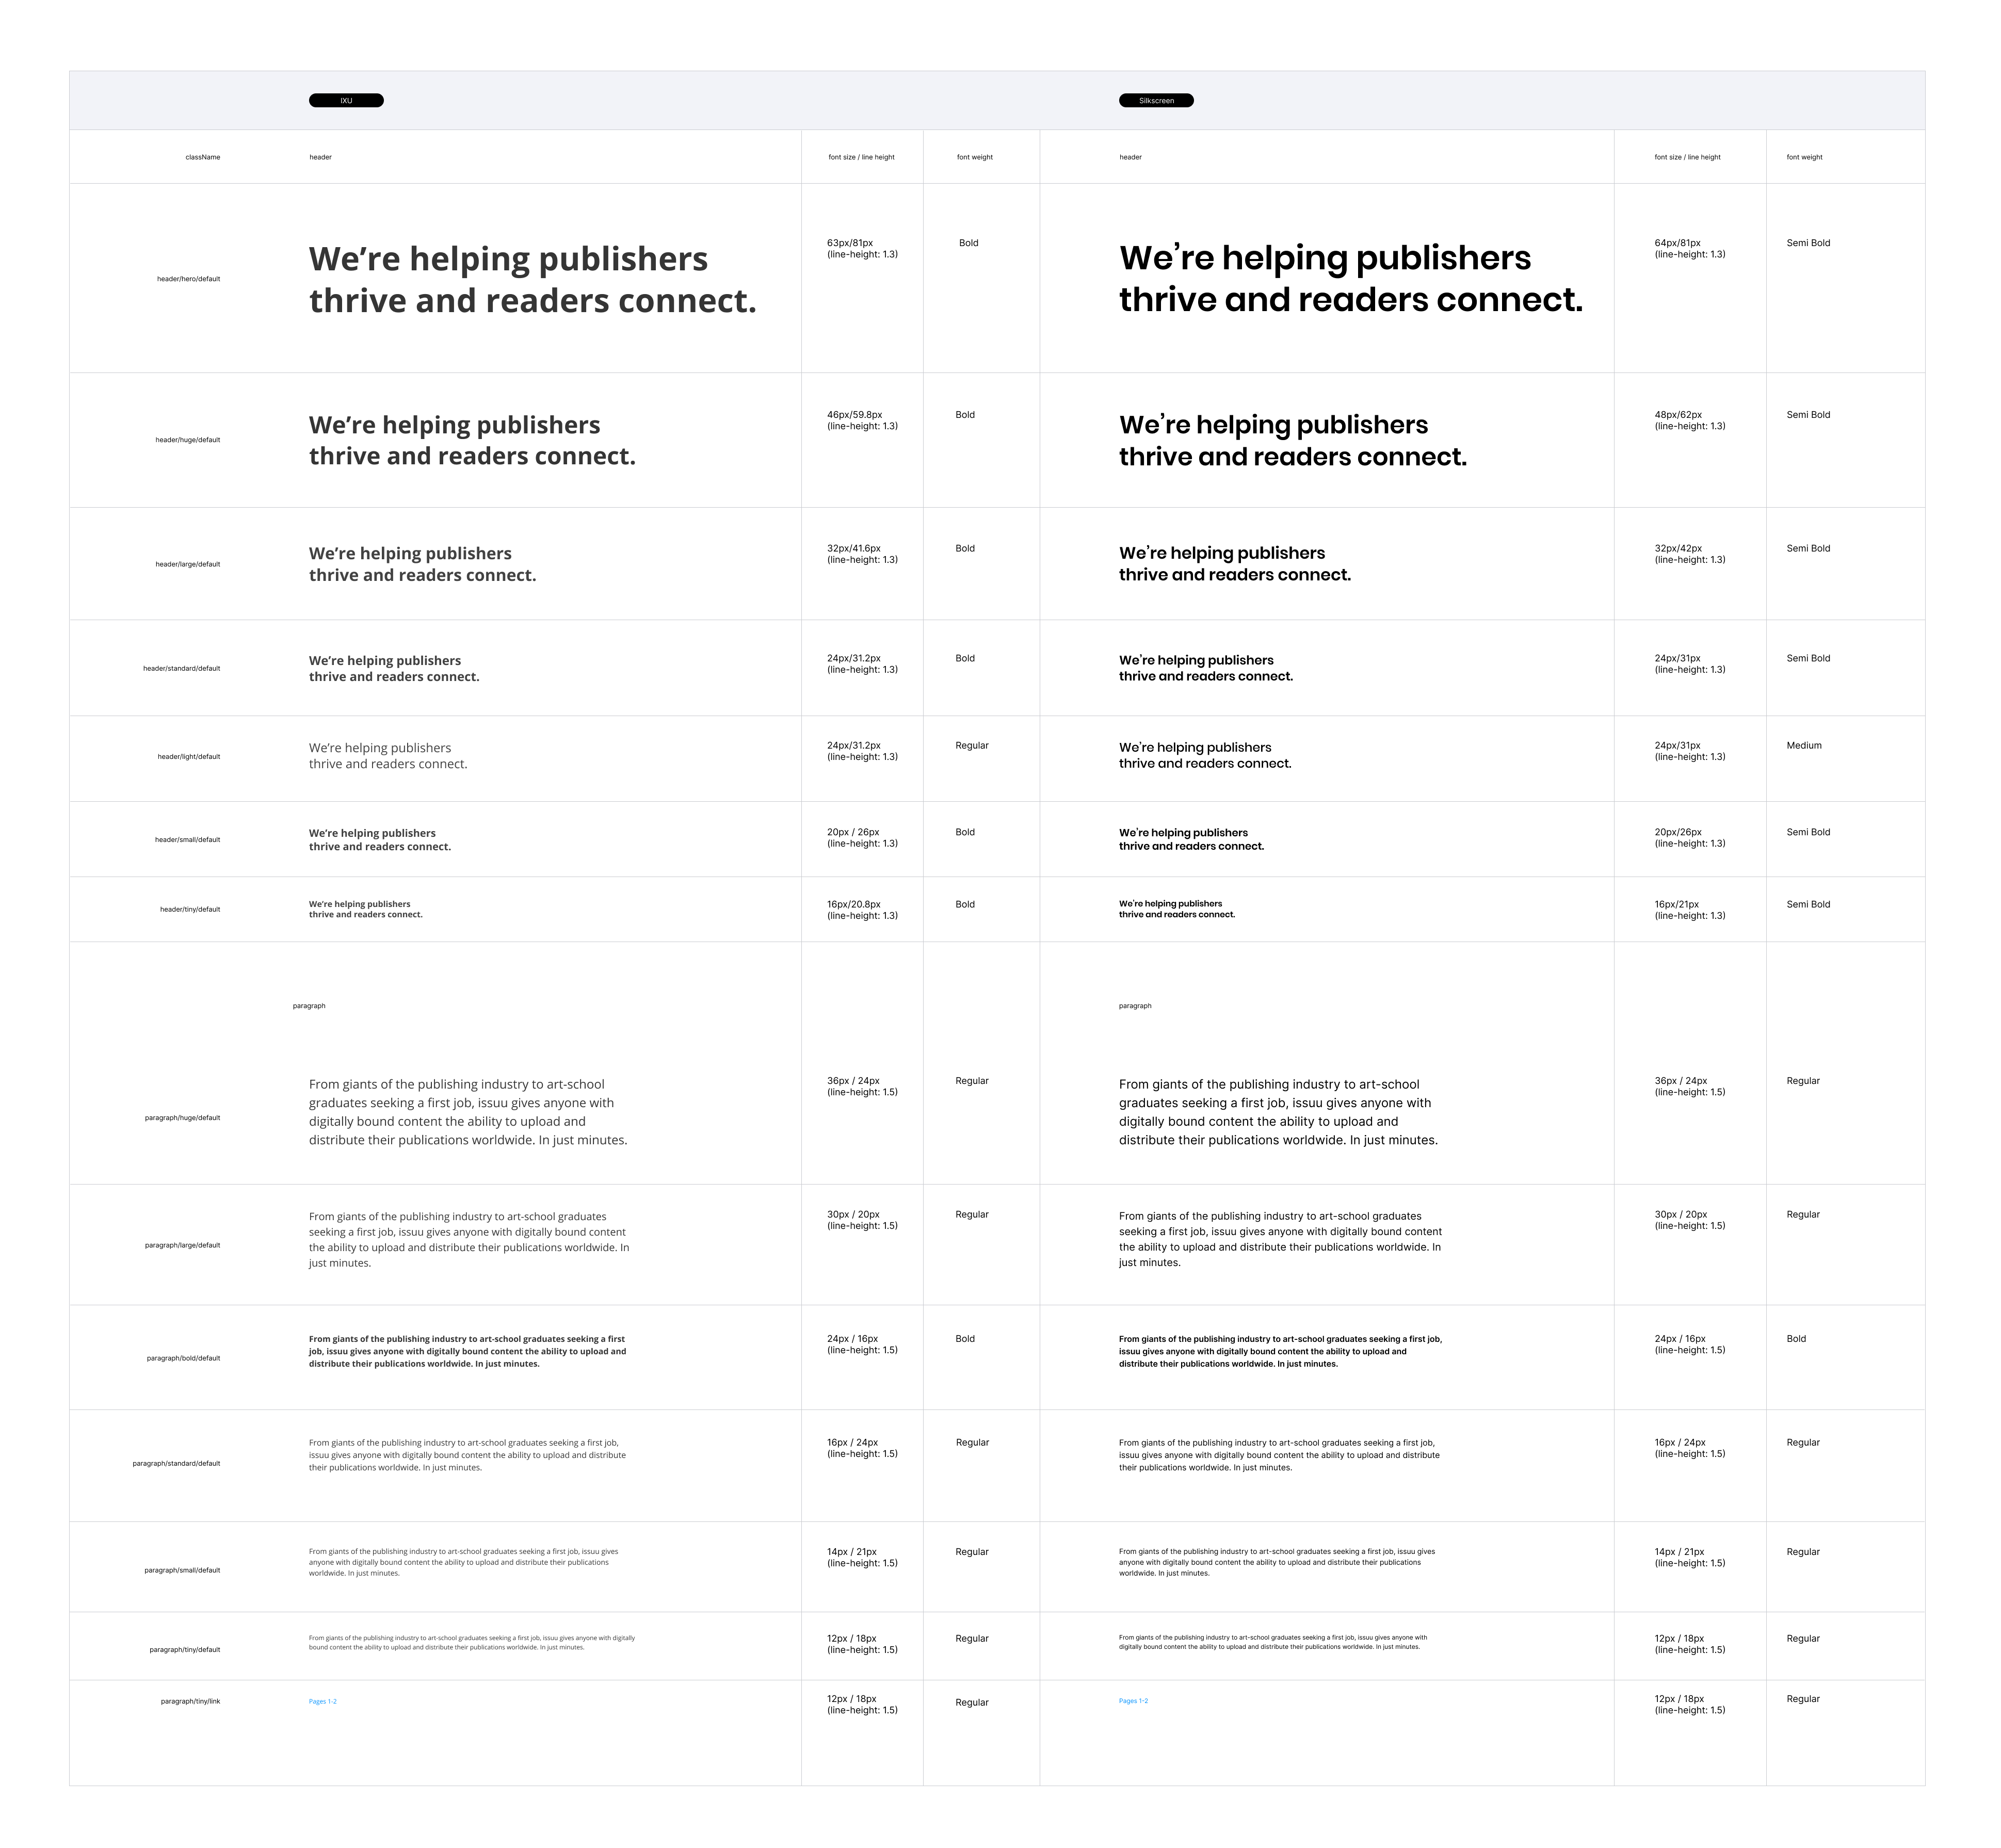 IXU
Silkscreen
className
header
font size / line height
font weight
header
font size / line height
font weight
header/hero/default
We’re helping publishers
thrive and readers connect.
63px/81px
(line-height: 1.3)
Bold
We’re helping publishers
thrive and readers connect.
64px/81px
(line-height: 1.3)
Semi Bold
header/huge/default
We’re helping publishers
thrive and readers connect.
46px/59.8px
(line-height: 1.3)
Bold
We’re helping publishers
thrive and readers connect.
48px/62px
(line-height: 1.3)
Semi Bold
header/large/default
We’re helping publishers
thrive and readers connect.
32px/41.6px
(line-height: 1.3)
Bold
We’re helping publishers
thrive and readers connect.
32px/42px
(line-height: 1.3)
Semi Bold
header/standard/default
We’re helping publishers
thrive and readers connect.
24px/31.2px
(line-height: 1.3)
Bold
We’re helping publishers
thrive and readers connect.
24px/31px
(line-height: 1.3)
Semi Bold
header/light/default
We’re helping publishers
thrive and readers connect.
24px/31.2px
(line-height: 1.3)
Regular
We’re helping publishers
thrive and readers connect.
24px/31px
(line-height: 1.3)
Medium
header/small/default
We’re helping publishers
thrive and readers connect.
20px / 26px
(line-height: 1.3)
Bold
We’re helping publishers
thrive and readers connect.
20px/26px
(line-height: 1.3)
Semi Bold
header/tiny/default
We’re helping publishers
thrive and readers connect.
16px/20.8px
(line-height: 1.3)
Bold
We’re helping publishers
thrive and readers connect.
16px/21px
(line-height: 1.3)
Semi Bold
paragraph
paragraph
paragraph/huge/default
From giants of the publishing industry to art-school
graduates seeking a first job, issuu gives anyone with
digitally bound content the ability to upload and
distribute their publications worldwide. In just minutes.
36px / 24px
(line-height: 1.5)
Regular
From giants of the publishing industry to art-school
graduates seeking a first job, issuu gives anyone with
digitally bound content the ability to upload and
distribute their publications worldwide. In just minutes.
36px / 24px
(line-height: 1.5)
Regular
paragraph/large/default
From giants of the publishing industry to art-school graduates
seeking a first job, issuu gives anyone with digitally bound content
the ability to upload and distribute their publications worldwide. In
just minutes.
30px / 20px
(line-height: 1.5)
Regular
From giants of the publishing industry to art-school graduates
seeking a first job, issuu gives anyone with digitally bound content
the ability to upload and distribute their publications worldwide. In
just minutes.
30px / 20px
(line-height: 1.5)
Regular
paragraph/bold/default
From giants of the publishing industry to art-school graduates seeking a first
job, issuu gives anyone with digitally bound content the ability to upload and
distribute their publications worldwide. In just minutes.
24px / 16px
(line-height: 1.5)
Bold
From giants of the publishing industry to art-school graduates seeking a first job,
issuu gives anyone with digitally bound content the ability to upload and
distribute their publications worldwide. In just minutes.
24px / 16px
(line-height: 1.5)
Bold
paragraph/standard/default
From giants of the publishing industry to art-school graduates seeking a first job,
issuu gives anyone with digitally bound content the ability to upload and distribute
their publications worldwide. In just minutes.
16px / 24px
(line-height: 1.5)
Regular
From giants of the publishing industry to art-school graduates seeking a first job,
issuu gives anyone with digitally bound content the ability to upload and distribute
their publications worldwide. In just minutes.
16px / 24px
(line-height: 1.5)
Regular
paragraph/small/default
From giants of the publishing industry to art-school graduates seeking a first job, issuu gives
anyone with digitally bound content the ability to upload and distribute their publications
worldwide. In just minutes.
14px / 21px
(line-height: 1.5)
Regular
From giants of the publishing industry to art-school graduates seeking a first job, issuu gives
anyone with digitally bound content the ability to upload and distribute their publications
worldwide. In just minutes.
14px / 21px
(line-height: 1.5)
Regular
paragraph/tiny/default
From giants of the publishing industry to art-school graduates seeking a first job, issuu gives anyone with digitally
bound content the ability to upload and distribute their publications worldwide. In just minutes.
12px / 18px
(line-height: 1.5)
Regular
From giants of the publishing industry to art-school graduates seeking a first job, issuu gives anyone with
digitally bound content the ability to upload and distribute their publications worldwide. In just minutes.
12px / 18px
(line-height: 1.5)
Regular
paragraph/tiny/link
Pages 1-2
12px / 18px
(line-height: 1.5)
Regular
Pages 1-2
12px / 18px
(line-height: 1.5)
Regular